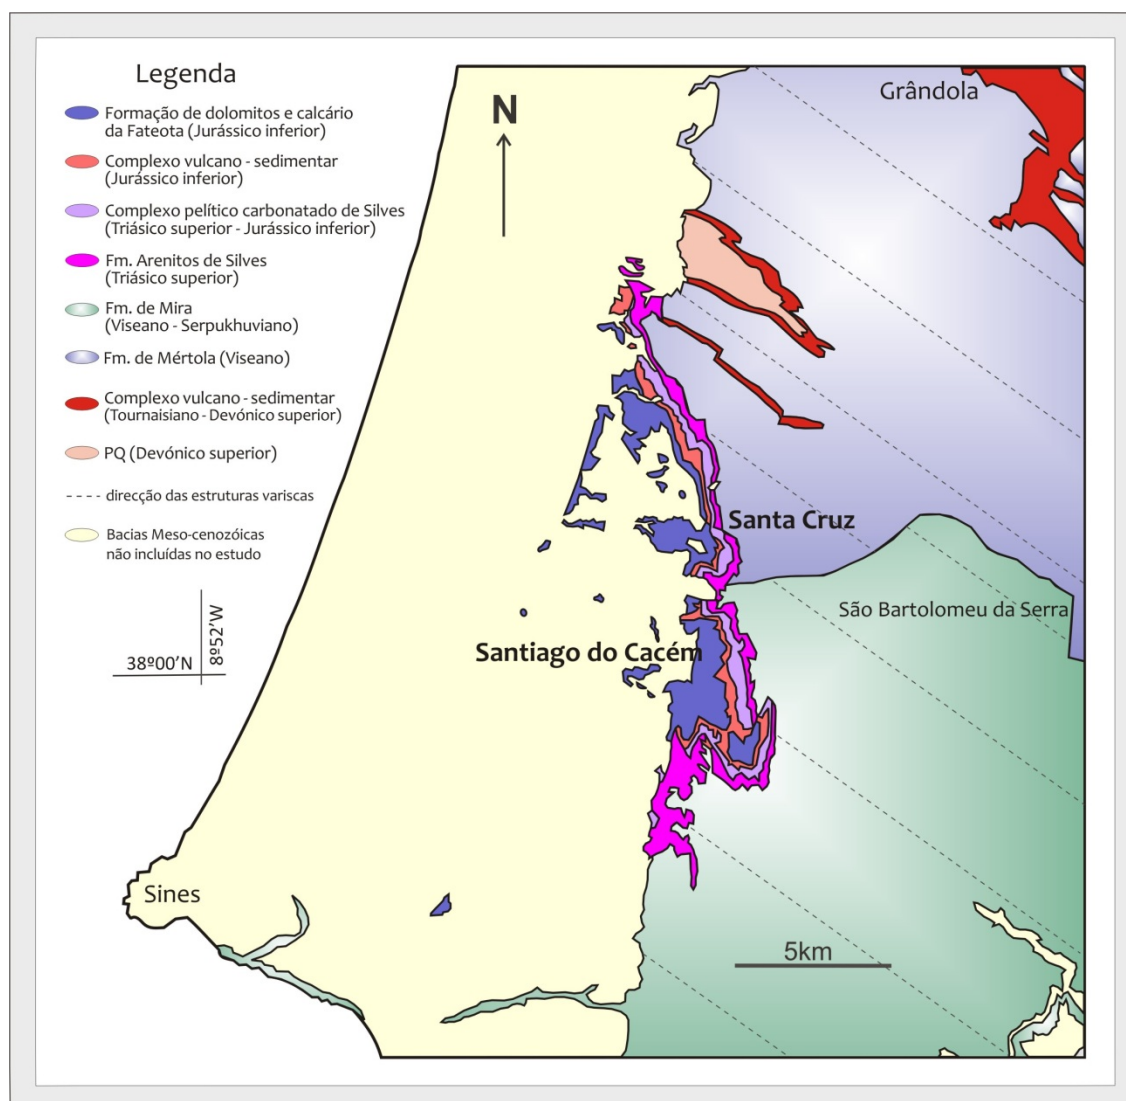 Legenda
Formação de dolomitos e calcário
da Fateota (Jurássico inferior)
Complexo vulcano - sedimentar
(Jurássico inferior)
Complexo pelítico carbonatado de Silves
(Triásico superior - Jurássico inferior)
Fm. Arenitos de Silves
(Triásico superior)
Fm. de Mira
(Viseano - Serpukhuviano)
Fm. de Mértola (Viseano)
Complexo vulcano - sedimentar
(Tournaisiano - Devónico superior)
PQ (Devónico superior)
direcção das estruturas variscas
Bacias Meso-cenozóicas
não incluídas no estudo
38º00'N
8º52'W
N
Grândola
Santa Cruz
São Bartolomeu da Serra
Santiago do Cacém
Sines
5km